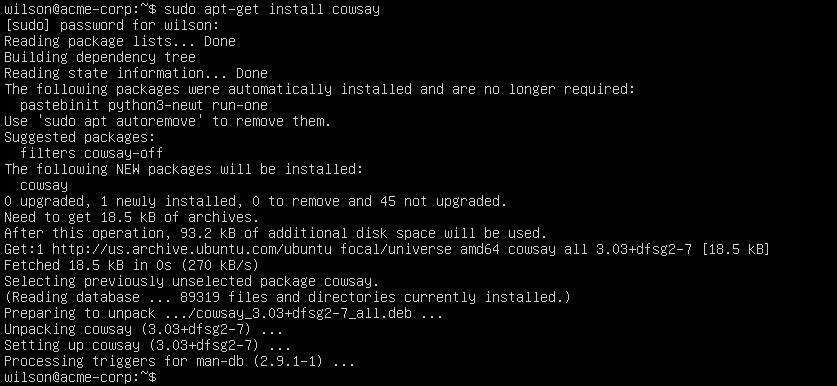 wilson@acme-corp:~$ sudo apt-get install cowsay
[sudo] password for wilson:
Reading package lists... Done
Building dependency tree
Reading state information... Done
The following packages were automatically installed and are no longer required:
  pastebinit python3-newt run-one
Use 'sudo apt autoremove' to remove them.
Suggested packages:
  filters cowsay-off
The following NEW packages will be installed:
  cowsay
0 upgraded, 1 newly installed, 0 to remove and 45 not upgraded.
Need to get 18.5 kB of archives.
After this operation, 93.2 kB of additional disk space will be used.
Get:1 http://us.archive.ubuntu.com/ubuntu focal/universe amd64 cowsay all 3.03+dfsg2-7 [18.5 kB]
Fetched 18.5 kB in 0s (270 kB/s)
Selecting previously unselected package cowsay.
(Reading database ... 89319 files and directories currently installed.)
Preparing to unpack .../cowsay_3.03+dfsg2-7_all.deb ...
Unpacking cowsay (3.03+dfsg2-7) ...
Setting up cowsay (3.03+dfsg2-7) ...
Processing triggers for man-db (2.9.1-1) ...
wilson@acme-corp:~$